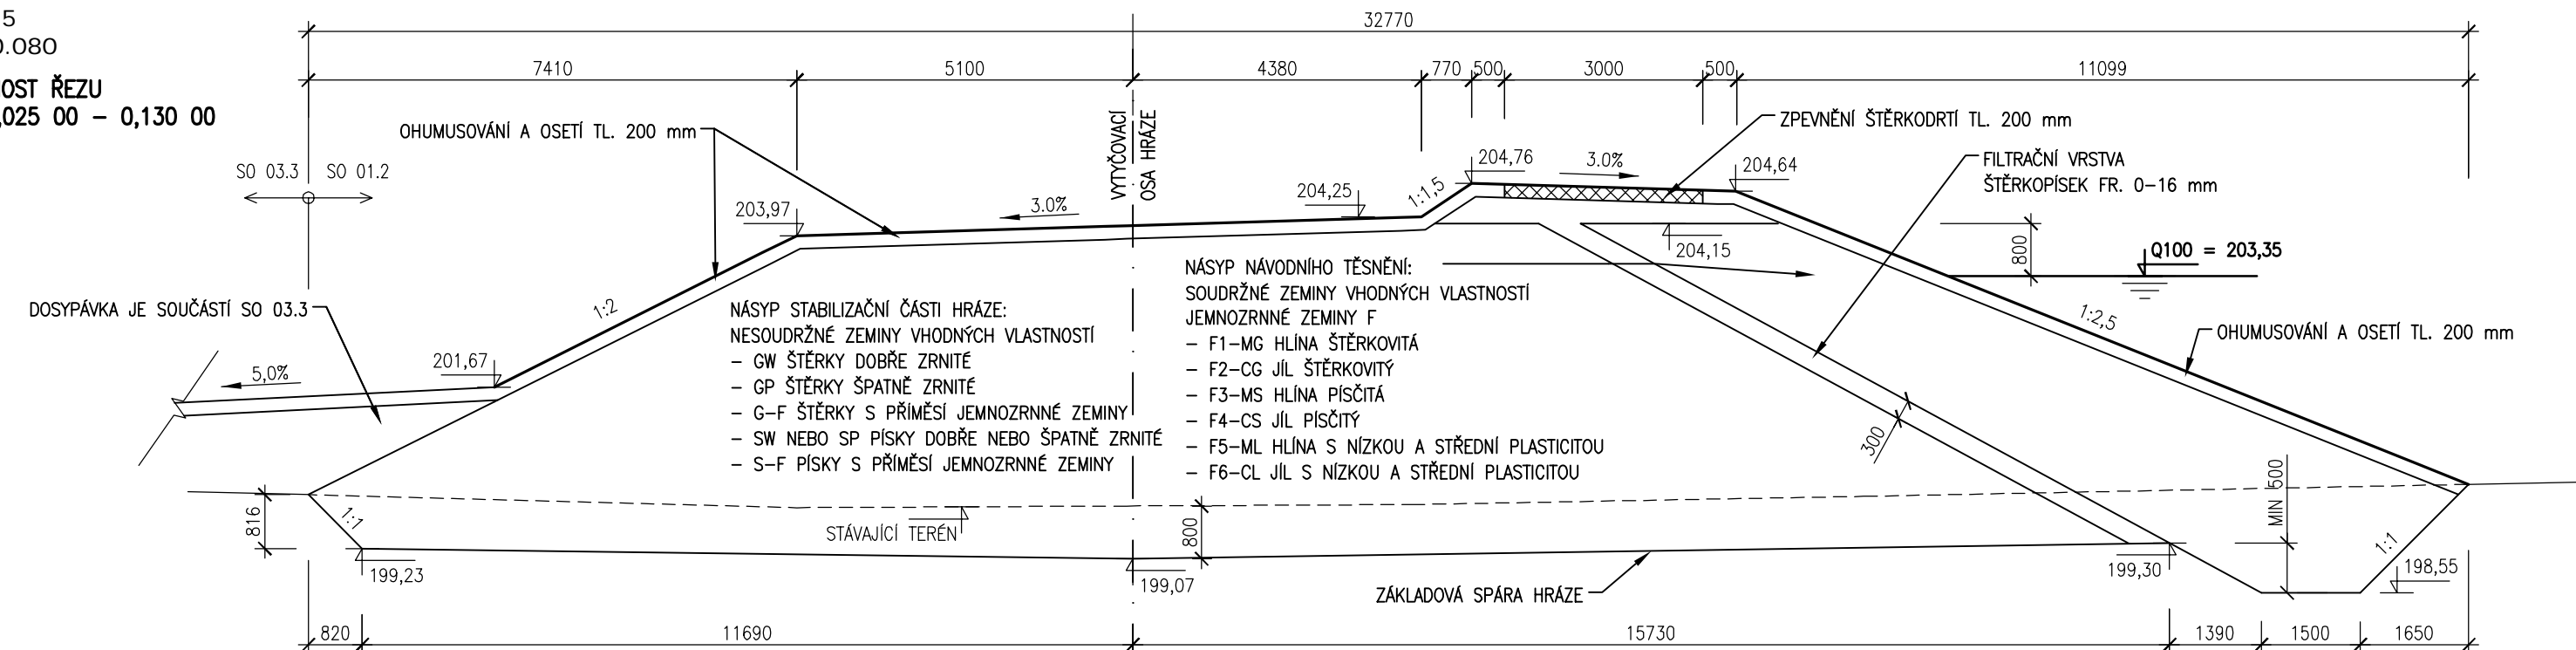 5
0.080
OST ŘEZU
,025 00 – 0,130 00
32770
7410 5100 4380 770 500 3000 500 11099
OHUMUSOVÁNÍ A OSETÍ TL. 200 mm
VYTYČOVACÍ
OSA HRÁZE
ZPEVNĚNÍ ŠTĚRKODRTÍ TL. 200 mm
FILTRAČNÍ VRSTVA
ŠTĚRKOPÍSEK FR. 0–16 mm
SO 03.3 SO 01.2
203,97
3.0%
204,25
1:1,5
204,76
3.0%
204,64
204,15
800
Q100 = 203,35
DOSYPÁVKA JE SOUČÁSTÍ SO 03.3
1:2
201,67
5,0%
NÁSYP STABILIZAČNÍ ČÁSTI HRÁZE:
NESOUDRŽNÉ ZEMINY VHODNÝCH VLASTNOSTÍ
– GW ŠTĚRKY DOBŘE ZRNITÉ
– GP ŠTĚRKY ŠPATNĚ ZRNITÉ
– G–F ŠTĚRKY S PŘÍMĚSÍ JEMNOZRNNÉ ZEMINY
– SW NEBO SP PÍSKY DOBŘE NEBO ŠPATNĚ ZRNITÉ
– S–F PÍSKY S PŘÍMĚSÍ JEMNOZRNNÉ ZEMINY
NÁSYP NÁVODNÍHO TĚSNĚNÍ:
SOUDRŽNÉ ZEMINY VHODNÝCH VLASTNOSTÍ
JEMNOZRNNÉ ZEMINY F
– F1–MG HLÍNA ŠTĚRKOVITÁ
– F2–CG JÍL ŠTĚRKOVITÝ
– F3–MS HLÍNA PÍSČITÁ
– F4–CS JÍL PÍSČITÝ
– F5–ML HLÍNA S NÍZKOU A STŘEDNÍ PLASTICITOU
– F6–CL JÍL S NÍZKOU A STŘEDNÍ PLASTICITOU
1:2,5
OHUMUSOVÁNÍ A OSETÍ TL. 200 mm
300
MIN 500
816
1:1
STÁVAJÍCÍ TERÉN
800
199,23
199,07
ZÁKLADOVÁ SPÁRA HRÁZE
199,30
1:1
198,55
820 11690 15730 1390 1500 1650